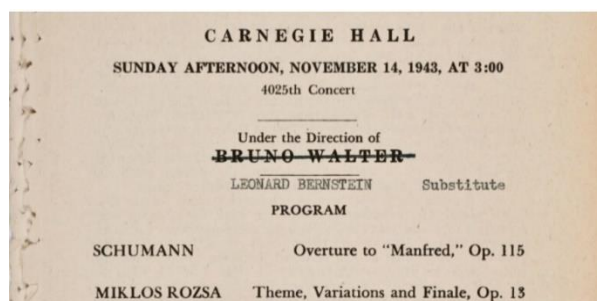 CARNEGIE HALL
SUNDAY AFTERNOON, NOVEMBER 14, 1943, AT 3:00
4025th Concert
Under the Direction of
BRUNO WALTER
LEONARD BERNSTEIN Substitute
PROGRAM
SCHUMANN Overture to "Manfred," Op. 115
MIKLOS ROZSA Theme, Variations and Finale, Op. 13